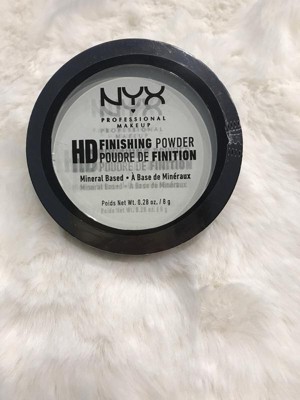 NYX
PROFESSIONAL
MAKEUP
HD FINISHING POWDER
POUDRE DE FINITION
Mineral Based • À Base de Minéraux
Poids Net Wt. 0.28 oz. / 8 g